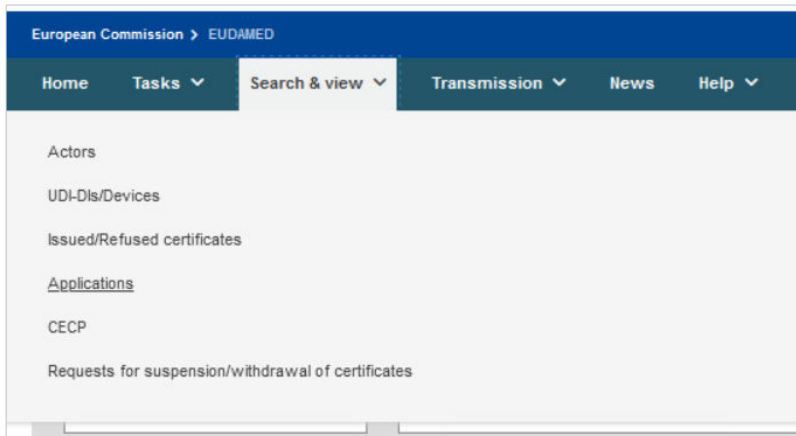 European Commission > EUDAMED
Home Tasks Search & view Transmission News Help
Actors
UDI-DIs/Devices
Issued/Refused certificates
Applications
CECP
Requests for suspension/withdrawal of certificates